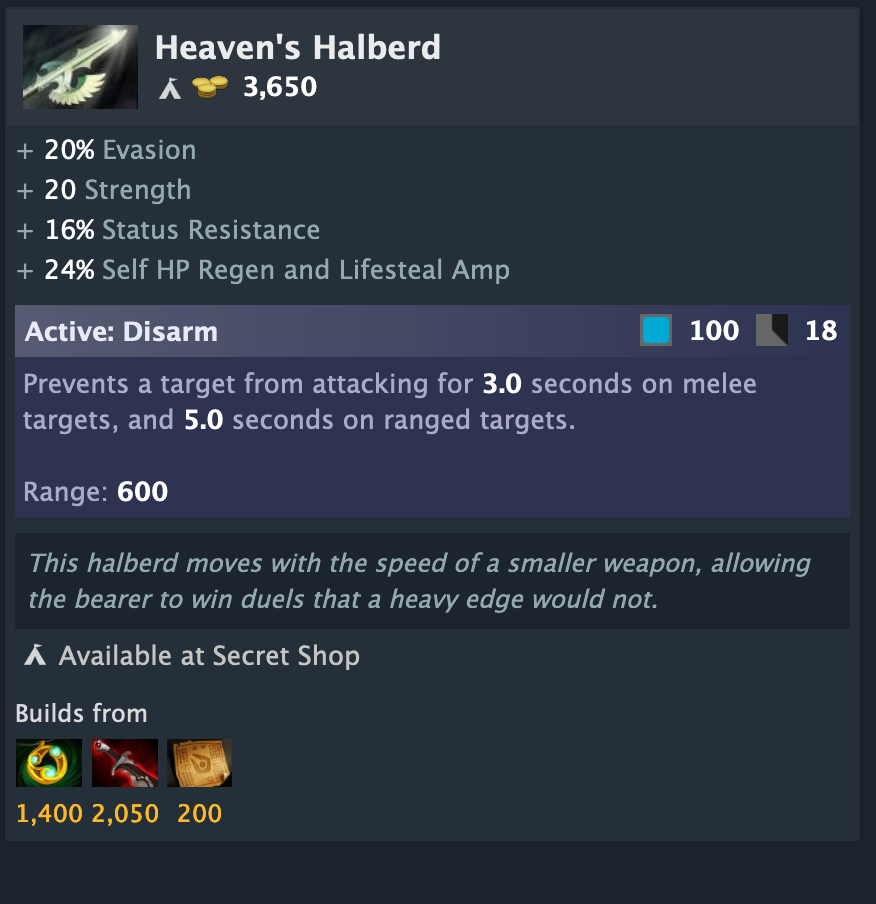 Heaven's Halberd
3,650
+ 20% Evasion
+ 20 Strength
+ 16% Status Resistance
+ 24% Self HP Regen and Lifesteal Amp
Active: Disarm 100 18
Prevents a target from attacking for 3.0 seconds on melee
targets, and 5.0 seconds on ranged targets.
Range: 600
This halberd moves with the speed of a smaller weapon, allowing
the bearer to win duels that a heavy edge would not.
Available at Secret Shop
Builds from
1,400 2,050 200